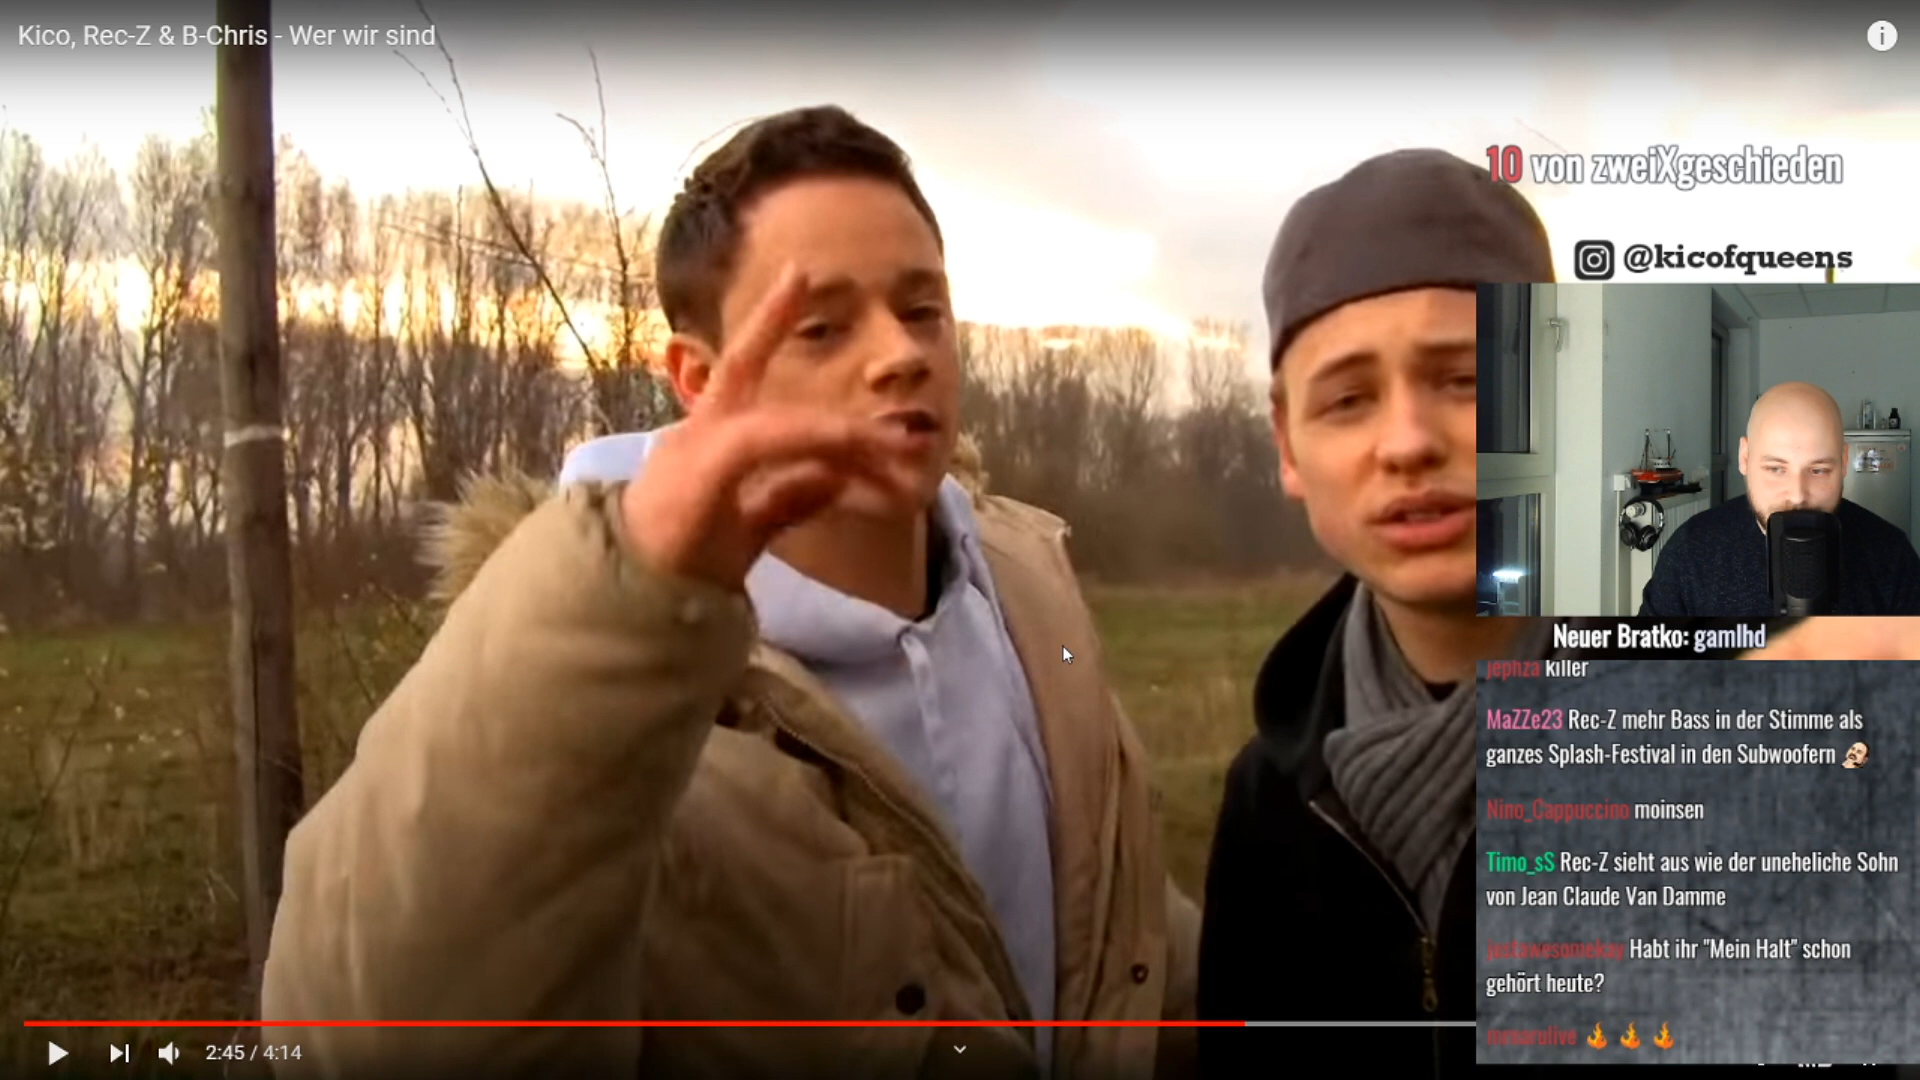 Kico, Rec-Z & B-Chris - Wer wir sind
10 von zweiXgeschieden
@kicofqueens
Neuer Bratko: gamlhd
jephza killer
MaZZe23 Rec-Z mehr Bass in der Stimme als
ganzes Splash-Festival in den Subwoofern
Nino_Cappuccino moinsen
Timo_sS Rec-Z sieht aus wie der uneheliche Sohn
von Jean Claude Van Damme
justawesomekay Habt ihr "Mein Halt" schon
gehört heute?
2:45 / 4:14